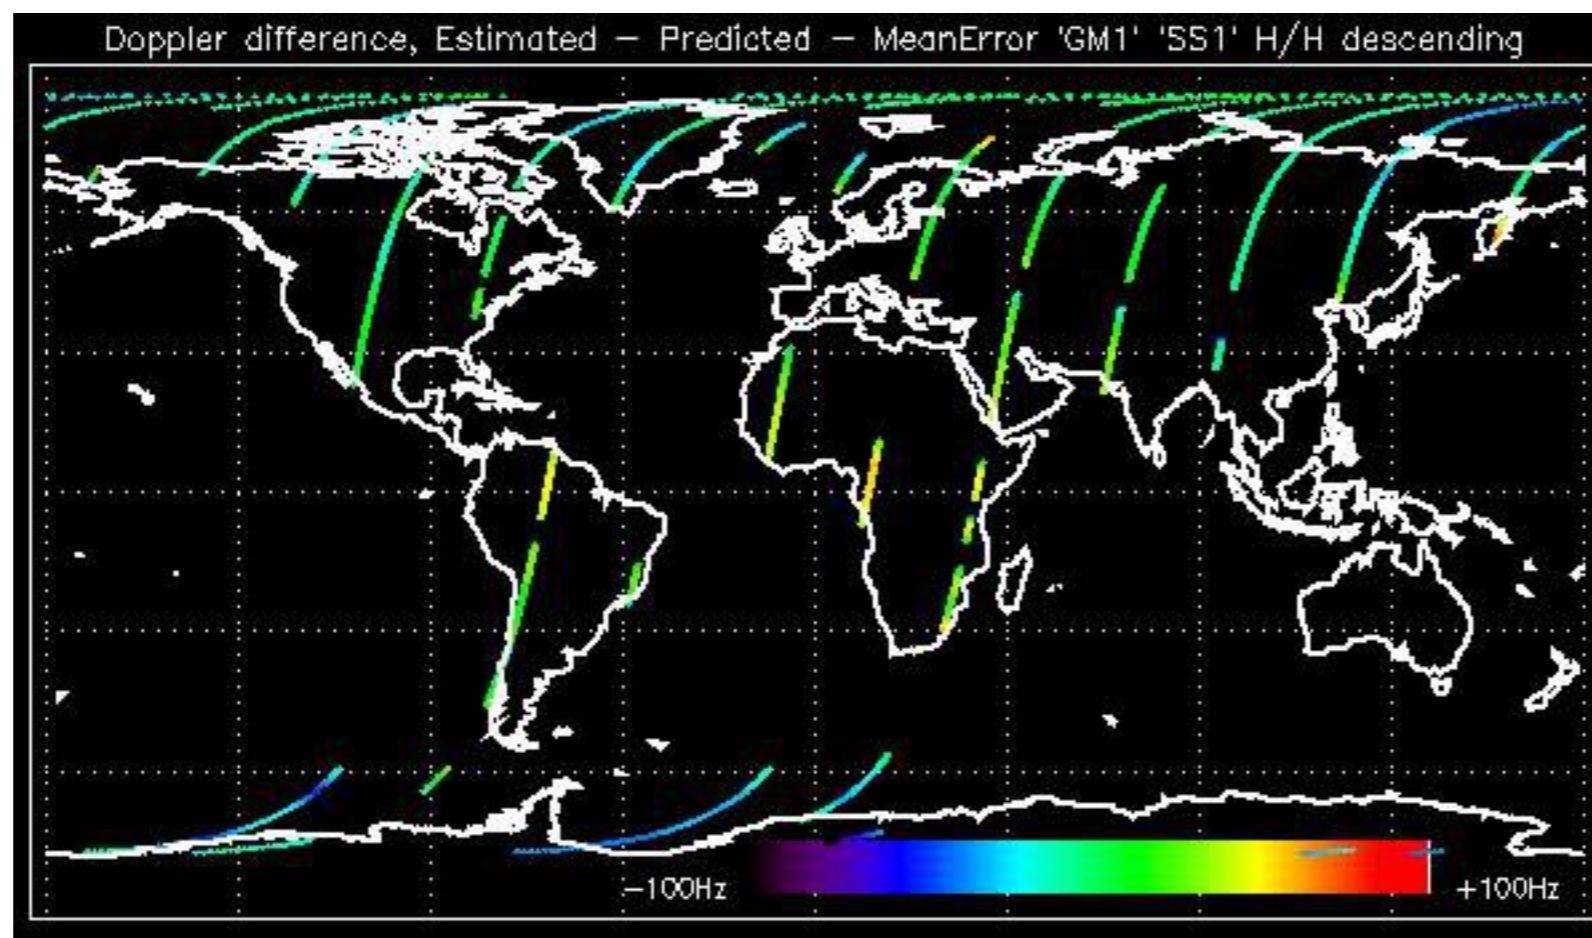 Doppler difference, Estimated – Predicted – MeanError 'GM1' 'SS1' H/H descending
–100Hz +100Hz